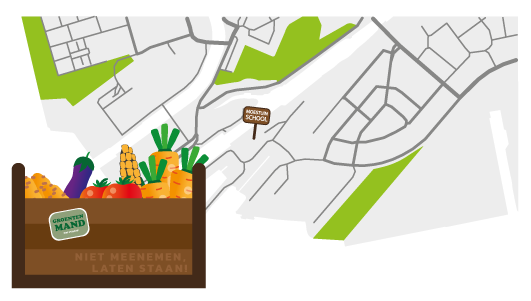 MOESTUIN
SCHOOL
GROENTEN
MAND
NIET MEENEMEN,
LATEN STAAN!